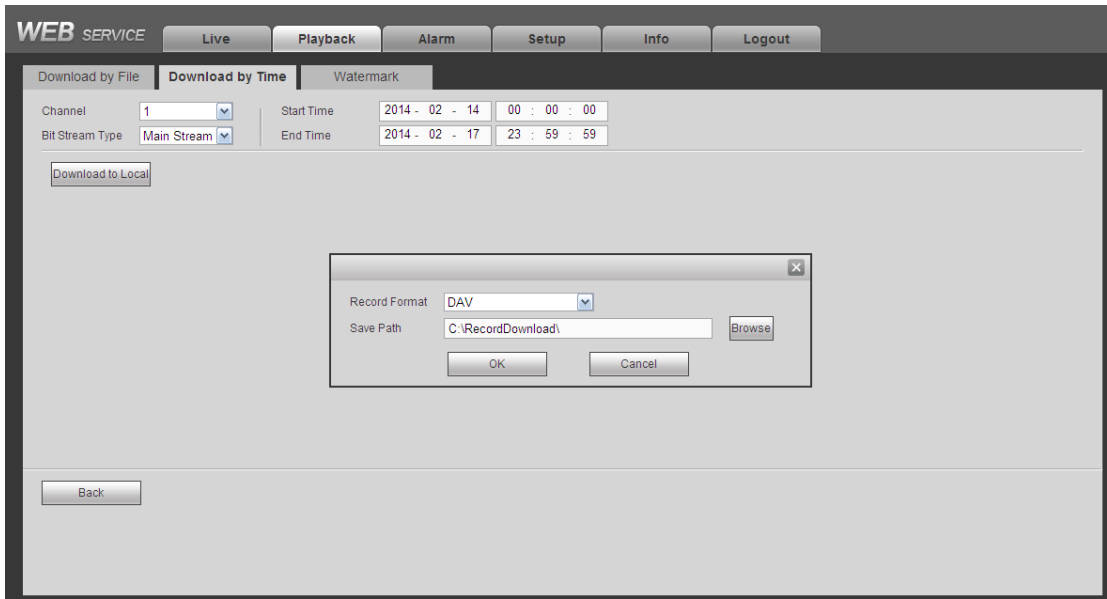 WEB SERVICE Live Playback Alarm Setup Info Logout
Download by File Download by Time Watermark
Channel 1 Start Time 2014 - 02 - 14 00 : 00 : 00
Bit Stream Type Main Stream End Time 2014 - 02 - 17 23 : 59 : 59
Download to Local
Record Format DAV
Save Path C:\RecordDownload\ Browse
OK Cancel
Back